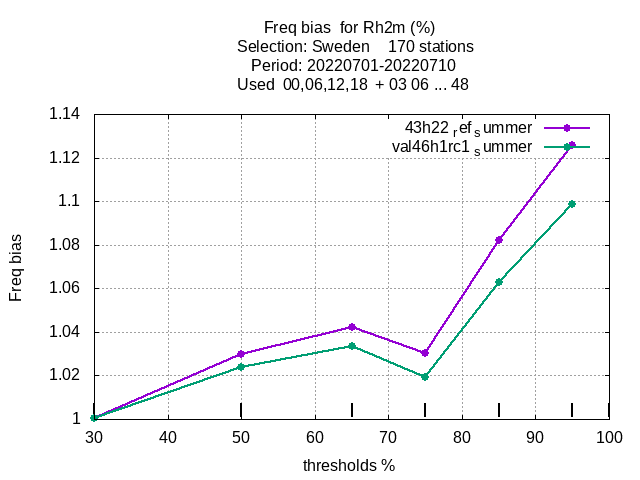 Freq bias for Rh2m (%)
Selection: Sweden 170 stations
Period: 20220701-20220710
Used 00,06,12,18 + 03 06 ... 48
43h22 ref summer
val46h1rc1 summer
1.14
1.12
1.1
1.08
1.06
1.04
1.02
1
Freq bias
30 40 50 60 70 80 90 100
thresholds %